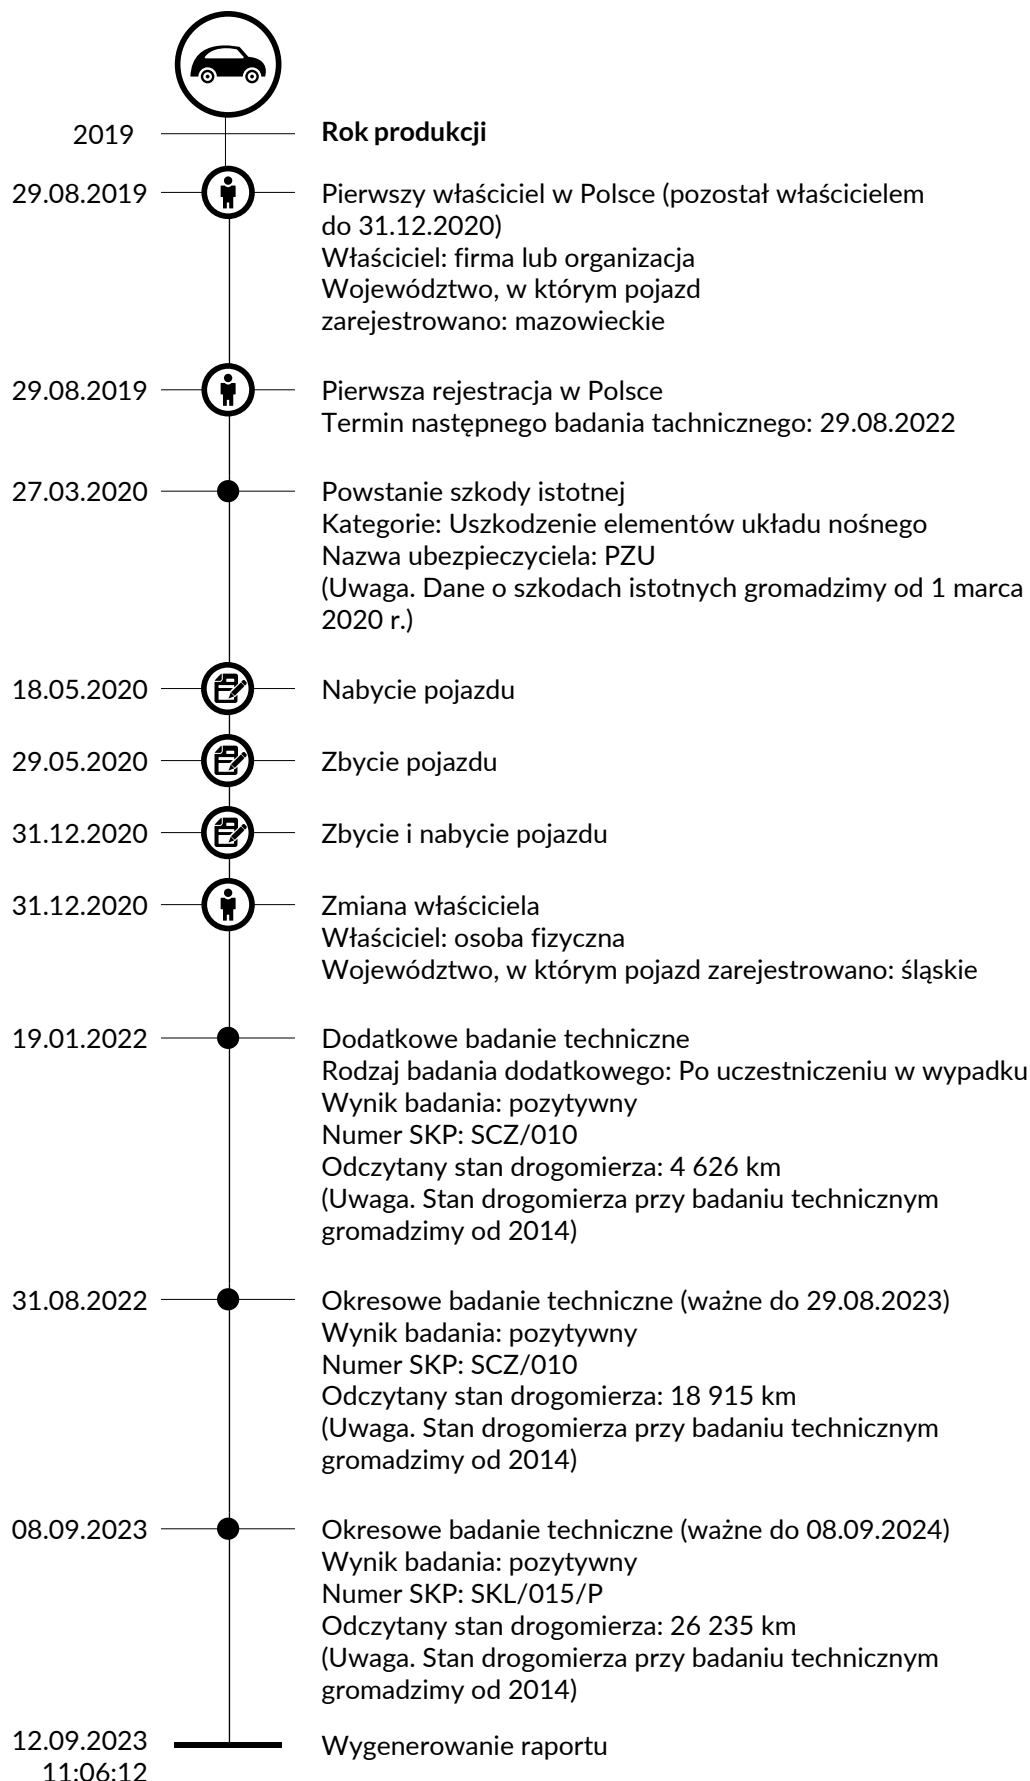 2019
Rok produkcji
29.08.2019
Pierwszy właściciel w Polsce (pozostał właścicielem
do 31.12.2020)
Właściciel: firma lub organizacja
Województwo, w którym pojazd
zarejestrowano: mazowieckie
29.08.2019
Pierwsza rejestracja w Polsce
Termin następnego badania tachnicznego: 29.08.2022
27.03.2020
Powstanie szkody istotnej
Kategorie: Uszkodzenie elementów układu nośnego
Nazwa ubezpieczyciela: PZU
(Uwaga. Dane o szkodach istotnych gromadzimy od 1 marca
2020 r.)
18.05.2020
Nabycie pojazdu
29.05.2020
Zbycie pojazdu
31.12.2020
Zbycie i nabycie pojazdu
31.12.2020
Zmiana właściciela
Właściciel: osoba fizyczna
Województwo, w którym pojazd zarejestrowano: śląskie
19.01.2022
Dodatkowe badanie techniczne
Rodzaj badania dodatkowego: Po uczestniczeniu w wypadku
Wynik badania: pozytywny
Numer SKP: SCZ/010
Odczytany stan drogomierza: 4 626 km
(Uwaga. Stan drogomierza przy badaniu technicznym
gromadzimy od 2014)
31.08.2022
Okresowe badanie techniczne (ważne do 29.08.2023)
Wynik badania: pozytywny
Numer SKP: SCZ/010
Odczytany stan drogomierza: 18 915 km
(Uwaga. Stan drogomierza przy badaniu technicznym
gromadzimy od 2014)
08.09.2023
Okresowe badanie techniczne (ważne do 08.09.2024)
Wynik badania: pozytywny
Numer SKP: SKL/015/P
Odczytany stan drogomierza: 26 235 km
(Uwaga. Stan drogomierza przy badaniu technicznym
gromadzimy od 2014)
12.09.2023
11:06:12
Wygenerowanie raportu